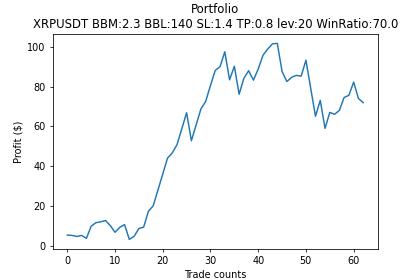 Portfolio
XRPUSDT BBM:2.3 BBL:140 SL:1.4 TP:0.8 lev:20 WinRatio:70.0
Profit ($)
100
80
60
40
20
0
0 10 20 30 40 50 60
Trade counts